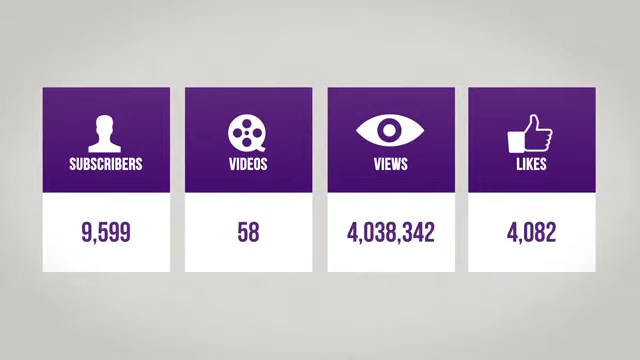 SUBSCRIBERS
VIDEOS
VIEWS
LIKES
9,599
58
4,038,342
4,082